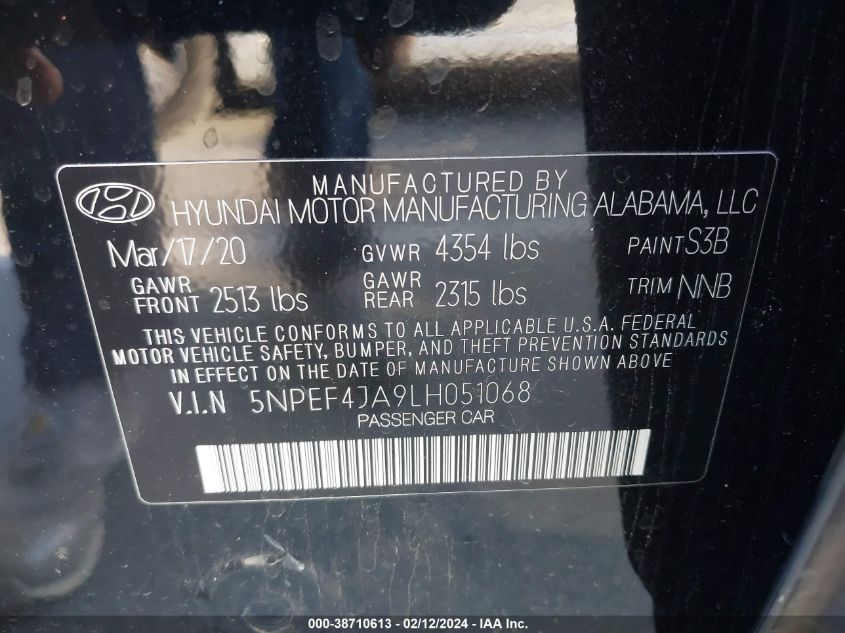 MANUFACTURED BY
HYUNDAI MOTOR MANUFACTURING ALABAMA, LLC
Mar/17/20 GVWR 4354 lbs PAINT S3B
GAWR FRONT 2513 lbs GAWR REAR 2315 lbs TRIM NNB
THIS VEHICLE CONFORMS TO ALL APPLICABLE U.S.A. FEDERAL
MOTOR VEHICLE SAFETY, BUMPER, AND THEFT PREVENTION STANDARDS
IN EFFECT ON THE DATE OF MANUFACTURE SHOWN ABOVE
V.I.N 5NPEF4JA9LH051068
PASSENGER CAR
000-38710613 - 02/12/2024 - IAA Inc.